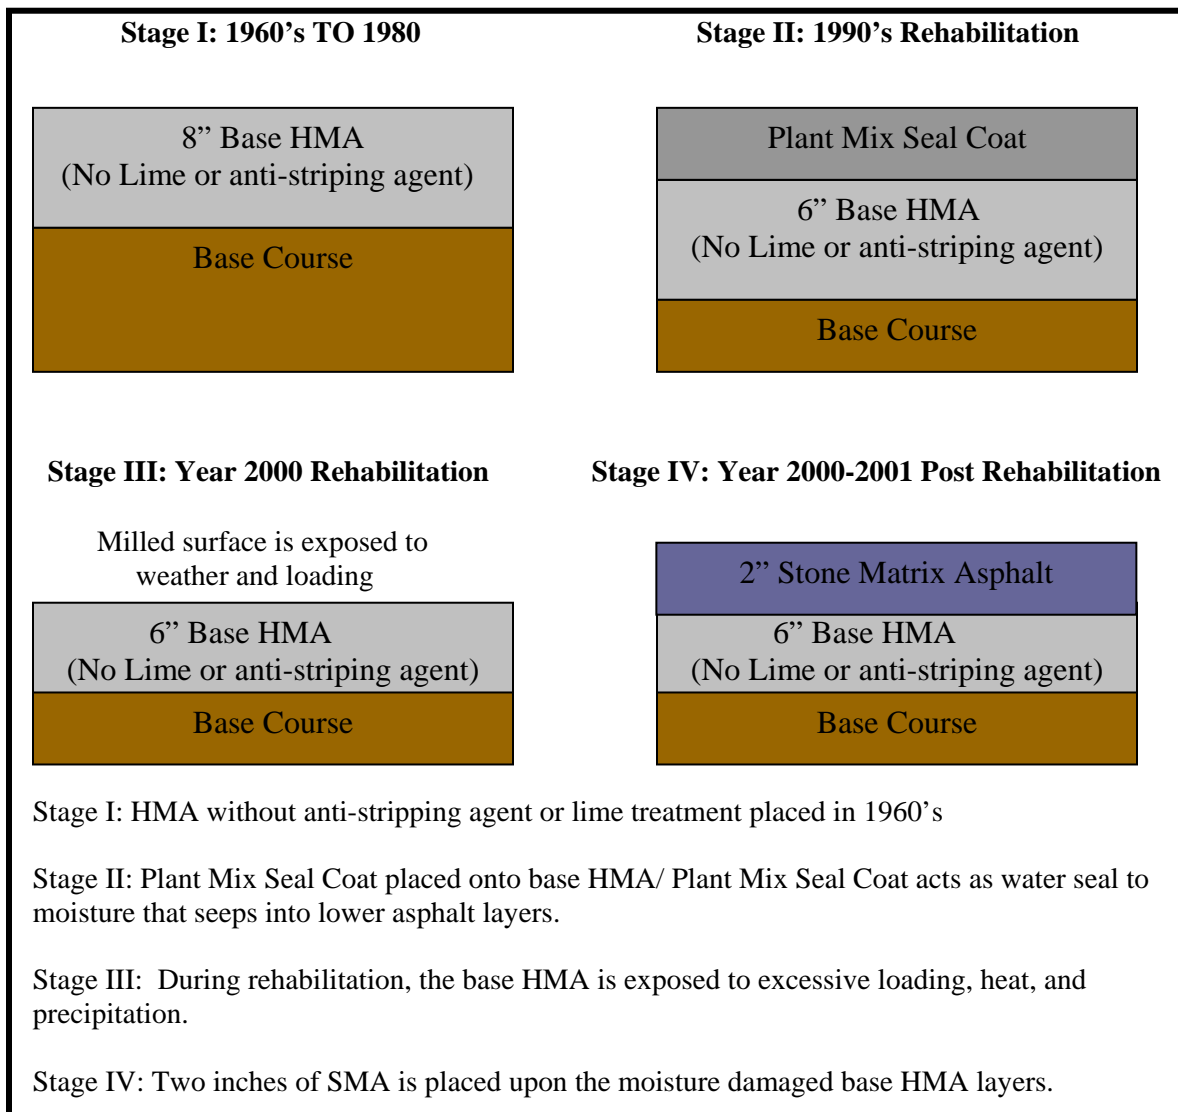 Stage I: 1960’s TO 1980
8” Base HMA
(No Lime or anti-striping agent)
Base Course
Stage II: 1990’s Rehabilitation
Plant Mix Seal Coat
6” Base HMA
(No Lime or anti-striping agent)
Base Course
Stage III: Year 2000 Rehabilitation
Milled surface is exposed to
weather and loading
6” Base HMA
(No Lime or anti-striping agent)
Base Course
Stage IV: Year 2000-2001 Post Rehabilitation
2” Stone Matrix Asphalt
6” Base HMA
(No Lime or anti-striping agent)
Base Course
Stage I: HMA without anti-stripping agent or lime treatment placed in 1960’s
Stage II: Plant Mix Seal Coat placed onto base HMA/ Plant Mix Seal Coat acts as water seal to
moisture that seeps into lower asphalt layers.
Stage III:  During rehabilitation, the base HMA is exposed to excessive loading, heat, and
precipitation.
Stage IV: Two inches of SMA is placed upon the moisture damaged base HMA layers.